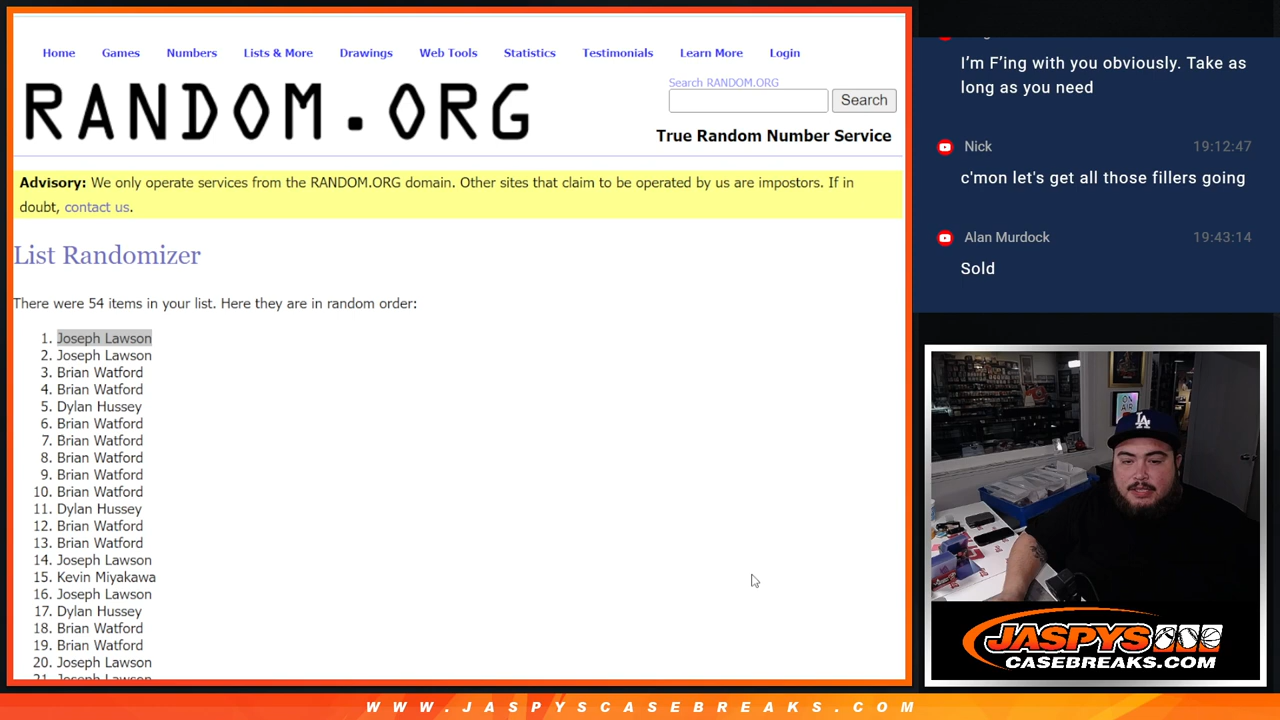 Home Games Numbers Lists & More Drawings Web Tools Statistics Testimonials Learn More Login
RANDOM.ORG
Search RANDOM.ORG
Search
True Random Number Service
Advisory: We only operate services from the RANDOM.ORG domain. Other sites that claim to be operated by us are impostors. If in
doubt, contact us.
List Randomizer
There were 54 items in your list. Here they are in random order:
1. Joseph Lawson
2. Joseph Lawson
3. Brian Watford
4. Brian Watford
5. Dylan Hussey
6. Brian Watford
7. Brian Watford
8. Brian Watford
9. Brian Watford
10. Brian Watford
11. Dylan Hussey
12. Brian Watford
13. Brian Watford
14. Joseph Lawson
15. Kevin Miyakawa
16. Joseph Lawson
17. Dylan Hussey
18. Brian Watford
19. Brian Watford
20. Joseph Lawson
21. Joseph Lawson
I'm F'ing with you obviously. Take as
long as you need
Nick 19:12:47
c'mon let's get all those fillers going
Alan Murdock 19:43:14
Sold
ON
AIR
LA
JASPYS
CASEBREAKS.COM
WWW.JASPYSCASEBREAKS.COM